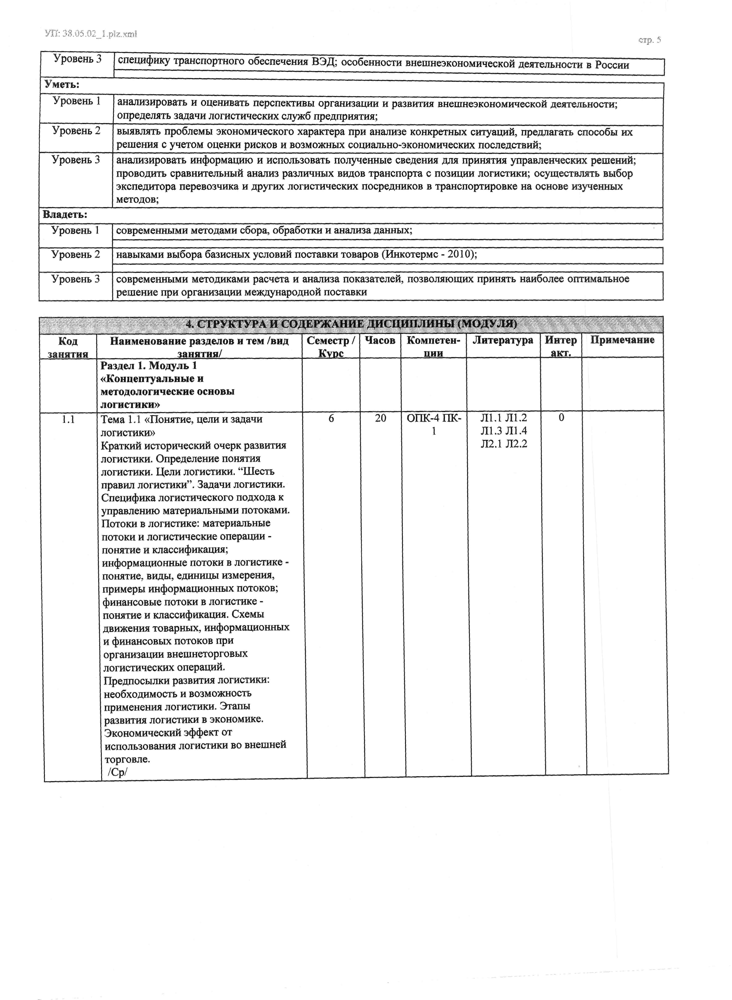 УП: 38.05.02_1.plz.xml
стр. 5
Уровень 3
специфику транспортного обеспечения ВЭД; особенности внешнеэкономической деятельности в России
Уметь:
Уровень 1
анализировать и оценивать перспективы организации и развития внешнеэкономической деятельности;
определять задачи логистических служб предприятия;
Уровень 2
выявлять проблемы экономического характера при анализе конкретных ситуаций, предлагать способы их
решения с учетом оценки рисков и возможных социально-экономических последствий;
Уровень 3
анализировать информацию и использовать полученные сведения для принятия управленческих решений;
проводить сравнительный анализ различных видов транспорта с позиции логистики; осуществлять выбор
экспедитора перевозчика и других логистических посредников в транспортировке на основе изученных
методов;
Владеть:
Уровень 1
современными методами сбора, обработки и анализа данных;
Уровень 2
навыками выбора базисных условий поставки товаров (Инкотермс - 2010);
Уровень 3
современными методиками расчета и анализа показателей, позволяющих принять наиболее оптимальное
решение при организации международной поставки
4. СТРУКТУРА И СОДЕРЖАНИЕ ДИСЦИПЛИНЫ (МОДУЛЯ)
Код
занятия
Наименование разделов и тем /вид
занятия/
Семестр /
Курс
Часов
Компетен-
ции
Литература
Интер
акт.
Примечание
Раздел 1. Модуль 1
«Концептуальные и
методологические основы
логистики»
1.1
Тема 1.1 «Понятие, цели и задачи
логистики»
Краткий исторический очерк развития
логистики. Определение понятия
логистики. Цели логистики. “Шесть
правил логистики”. Задачи логистики.
Специфика логистического подхода к
управлению материальными потоками.
Потоки в логистике: материальные
потоки и логистические операции -
понятие и классификация;
информационные потоки в логистике -
понятие, виды, единицы измерения,
примеры информационных потоков;
финансовые потоки в логистике -
понятие и классификация. Схемы
движения товарных, информационных
и финансовых потоков при
организации внешнеторговых
логистических операций.
Предпосылки развития логистики:
необходимость и возможность
применения логистики. Этапы
развития логистики в экономике.
Экономический эффект от
использования логистики во внешней
торговле.
/Ср/
6
20
ОПК-4 ПК-
1
Л1.1 Л1.2
Л1.3 Л1.4
Л2.1 Л2.2
0